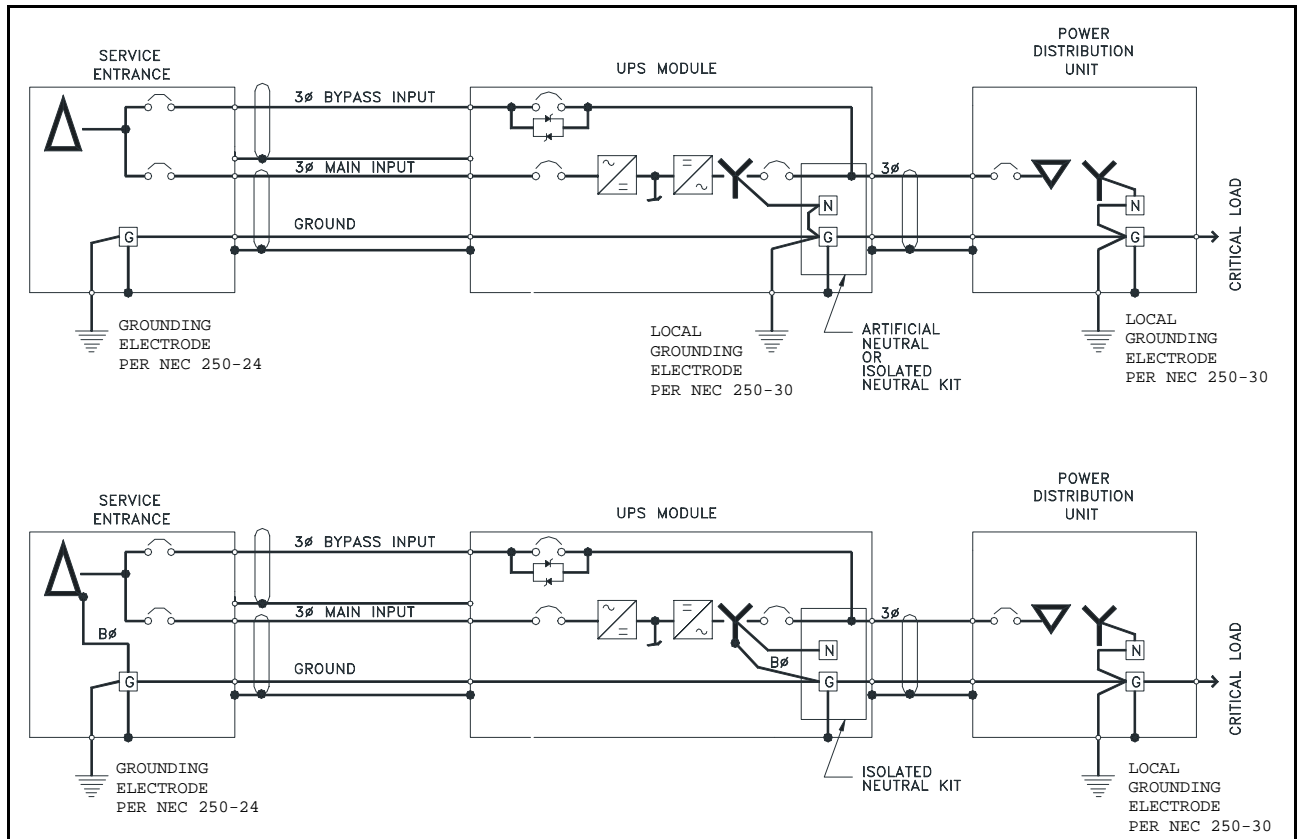 SERVICE
ENTRANCE
UPS MODULE
POWER
DISTRIBUTION
UNIT
3ø BYPASS INPUT
3ø MAIN INPUT
3ø
N
N
GROUND
G
G
G
CRITICAL LOAD
GROUNDING
ELECTRODE
PER NEC 250-24
LOCAL
GROUNDING
ELECTRODE
PER NEC 250-30
ARTIFICIAL
NEUTRAL
OR
ISOLATED
NEUTRAL KIT
LOCAL
GROUNDING
ELECTRODE
PER NEC 250-30
SERVICE
ENTRANCE
UPS MODULE
POWER
DISTRIBUTION
UNIT
3ø BYPASS INPUT
3ø MAIN INPUT
3ø
Bø
N
N
Bø
GROUND
G
G
G
CRITICAL LOAD
GROUNDING
ELECTRODE
PER NEC 250-24
ISOLATED
NEUTRAL KIT
LOCAL
GROUNDING
ELECTRODE
PER NEC 250-30